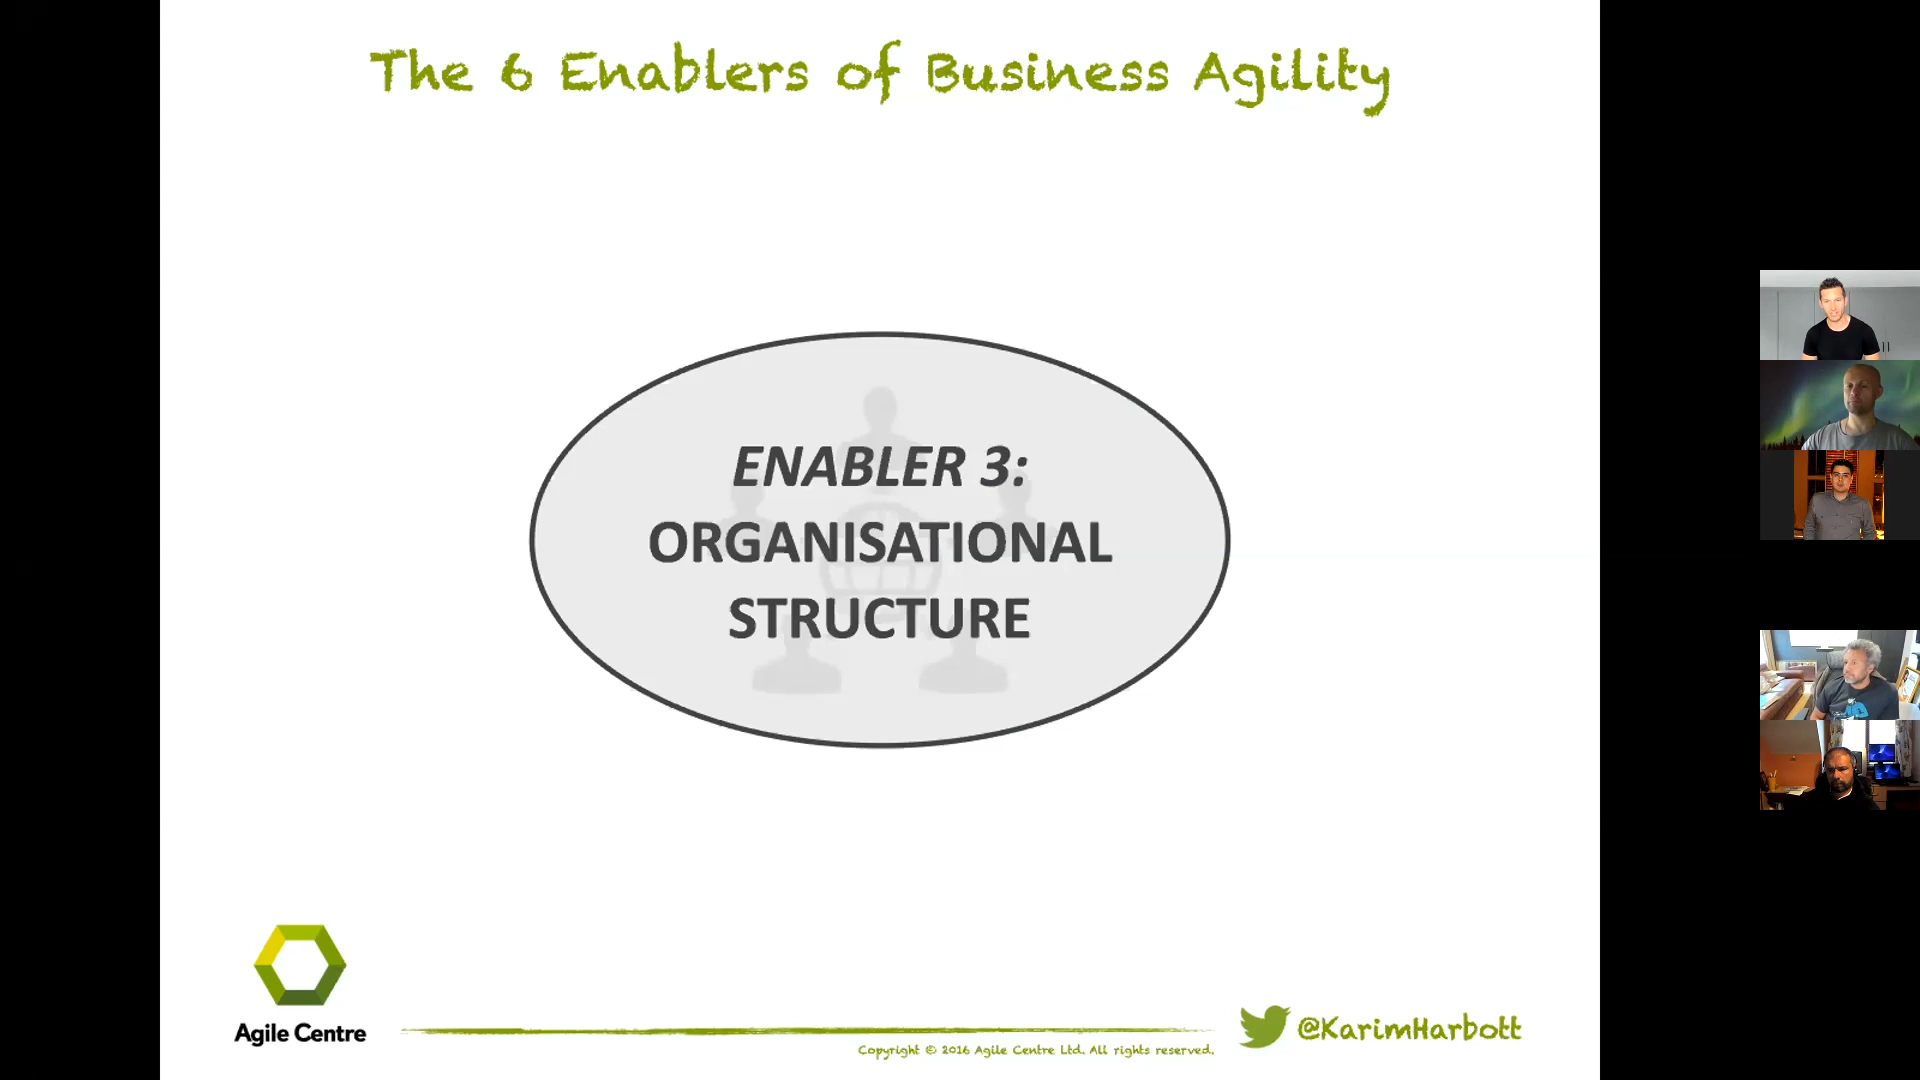 The 6 Enablers of Business Agility
ENABLER 3:
ORGANISATIONAL
STRUCTURE
Agile Centre
Copyright © 2016 Agile Centre Ltd. All rights reserved.
@KarimHarbott